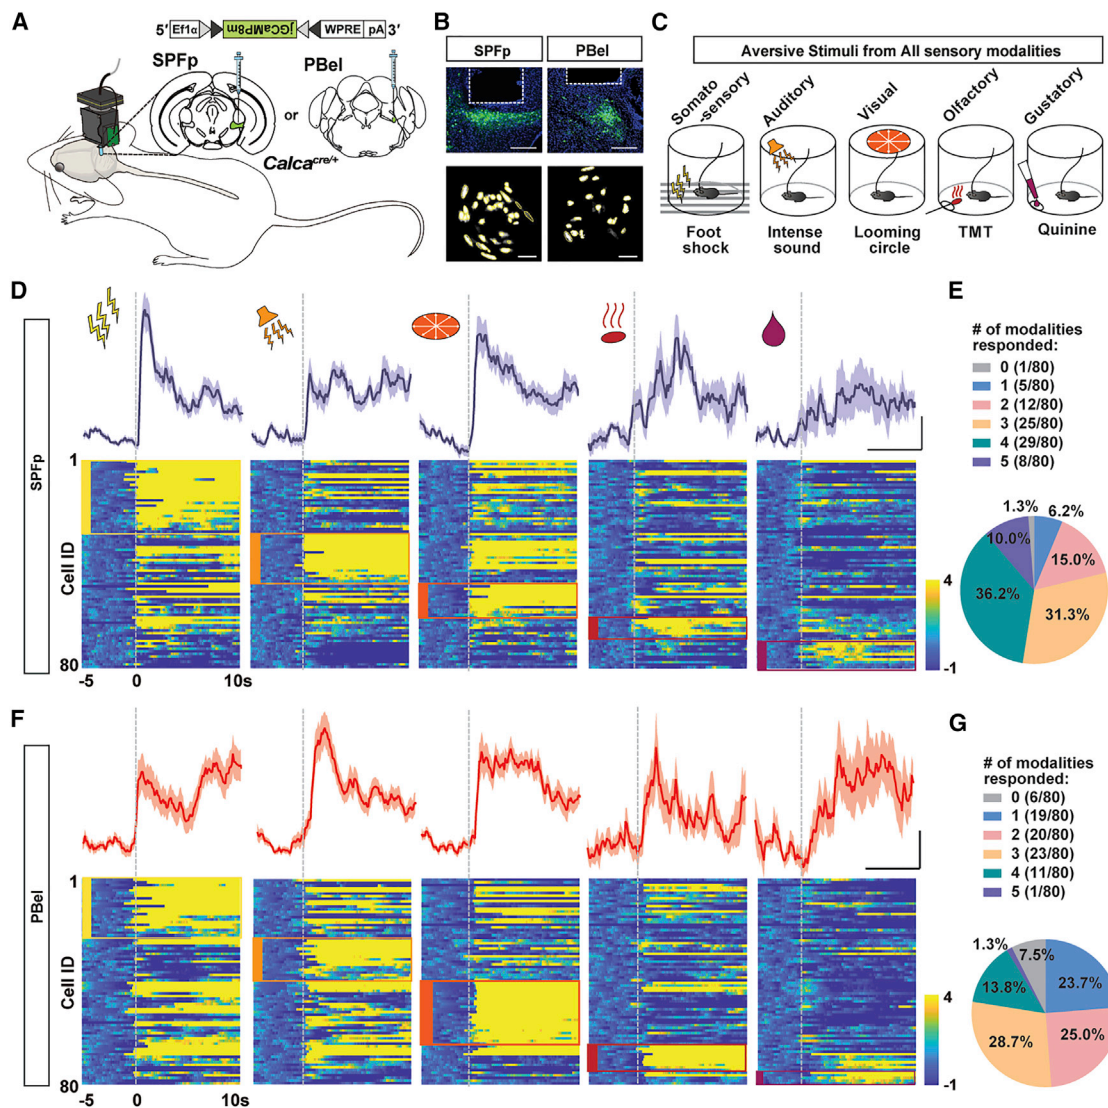 A
5′ Ef1α jGCaMP8m WPRE pA 3′
SPFp
PBel
or
Calca cre/+
B
SPFp
PBel
C
Aversive Stimuli from All sensory modalities
Somato
-sensory
Auditory
Visual
Olfactory
Gustatory
Foot
shock
Intense
sound
Looming
circle
TMT
Quinine
D
SPFp
1
Cell ID
80
-5
0
10s
4
-1
E
# of modalities
responded:
0 (1/80)
1 (5/80)
2 (12/80)
3 (25/80)
4 (29/80)
5 (8/80)
1.3%
6.2%
10.0%
15.0%
36.2%
31.3%
F
PBel
1
Cell ID
80
-5
0
10s
4
-1
G
# of modalities
responded:
0 (6/80)
1 (19/80)
2 (20/80)
3 (23/80)
4 (11/80)
5 (1/80)
1.3%
7.5%
13.8%
23.7%
28.7%
25.0%